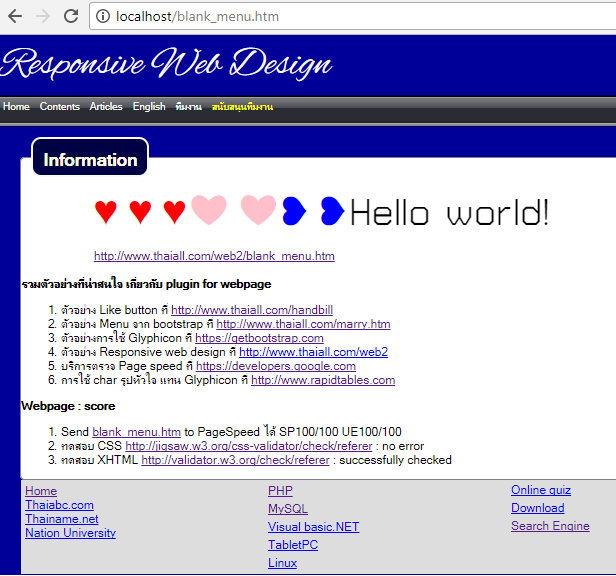 localhost/blank_menu.htm
Responsive Web Design
Home Contents Articles English ทีมงาน สนับสนุนทีมงาน
Information
♥ ♥ ♥ ❤ ❤ ❥ ❥ Hello world!
http://www.thaiall.com/web2/blank_menu.htm
รวมตัวอย่างที่น่าสนใจ เกี่ยวกับ plugin for webpage
1. ตัวอย่าง Like button ที่ http://www.thaiall.com/handbill
2. ตัวอย่าง Menu จาก bootstrap ที่ http://www.thaiall.com/marry.htm
3. ตัวอย่างการใช้ Glyphicon ที่ https://getbootstrap.com
4. ตัวอย่าง Responsive web design ที่ http://www.thaiall.com/web2
5. บริการตรวจ Page speed ที่ https://developers.google.com
6. การใช้ char รูปหัวใจ แทน Glyphicon ที่ http://www.rapidtables.com
Webpage : score
1. Send blank_menu.htm to PageSpeed ได้ SP100/100 UE100/100
2. ทดสอบ CSS http://jigsaw.w3.org/css-validator/check/referer : no error
3. ทดสอบ XHTML http://validator.w3.org/check/referer : successfully checked
Home
Thaiabc.com
Thainame.net
Nation University
PHP
MySQL
Visual basic.NET
TabletPC
Linux
Online quiz
Download
Search Engine